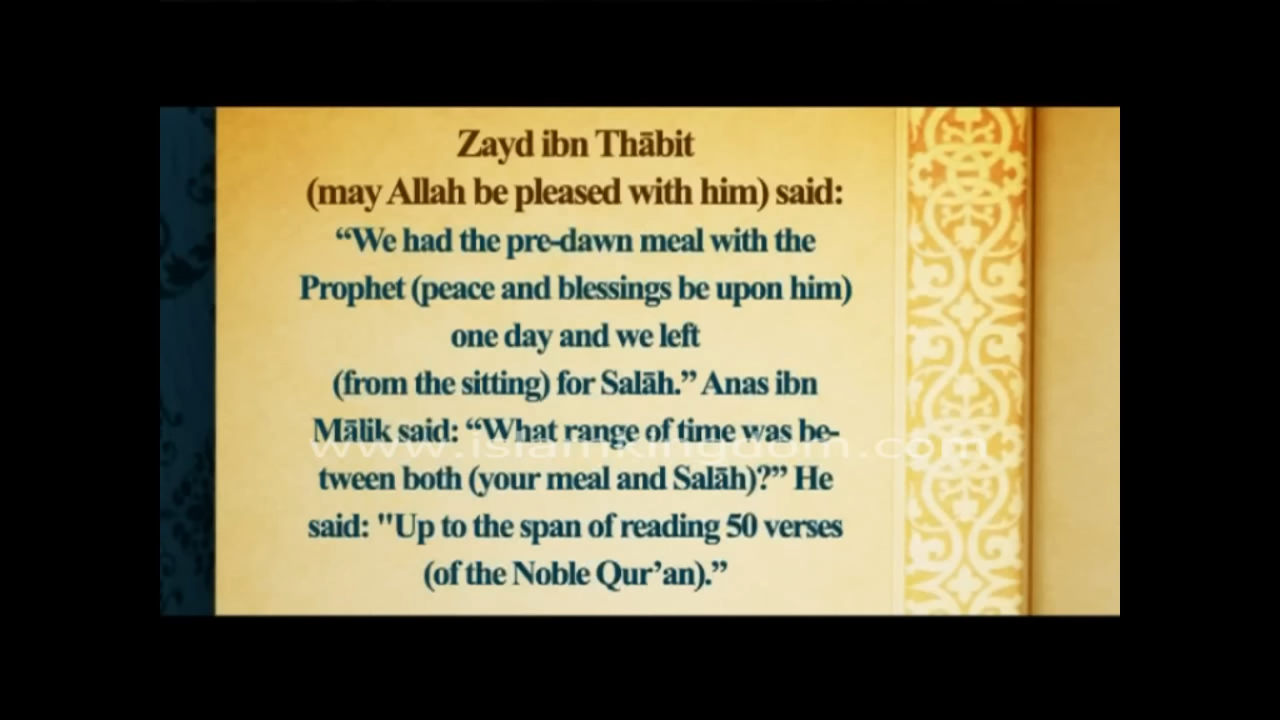 Zayd ibn Thābit
(may Allah be pleased with him) said:
“We had the pre-dawn meal with the
Prophet (peace and blessings be upon him)
one day and we left
(from the sitting) for Salāh.” Anas ibn
Mālik said: “What range of time was be-
www.islamkingdom.com
tween both (your meal and Salāh)?” He
said: "Up to the span of reading 50 verses
(of the Noble Qur’an).”